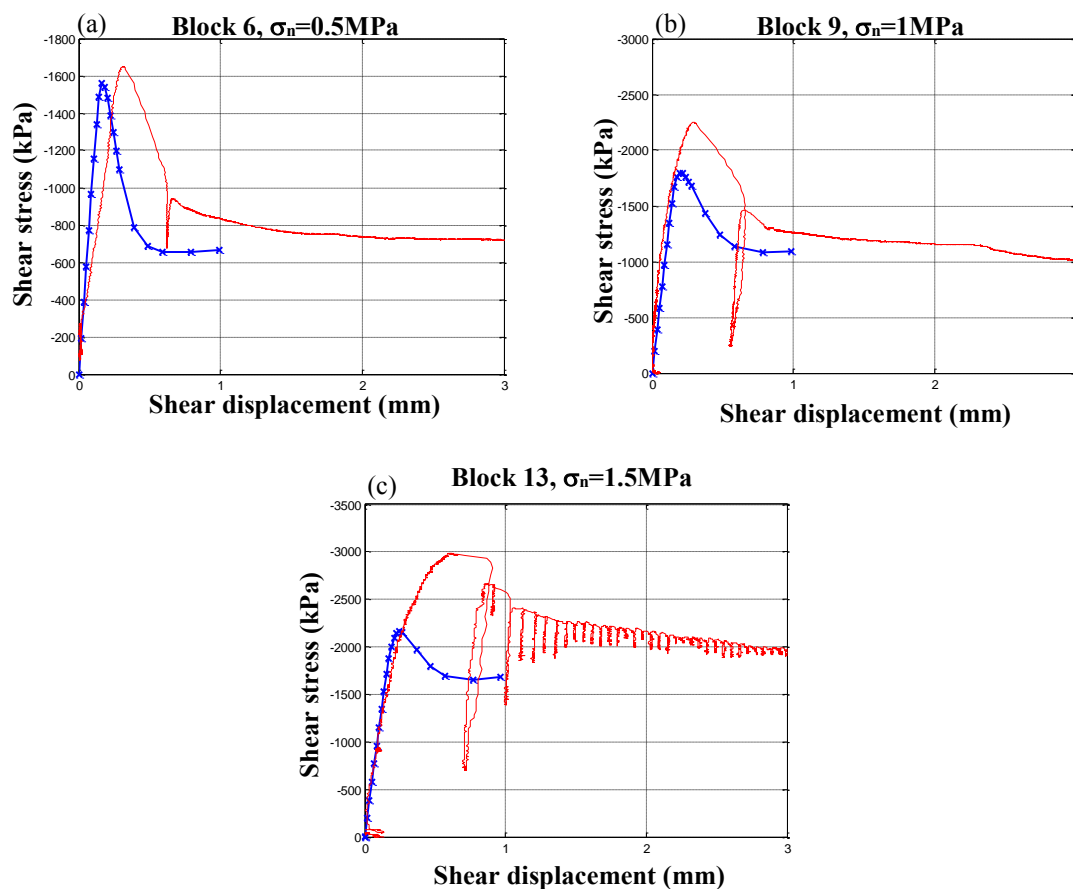 (a)
Block 6, σn=0.5MPa
-1800
-1600
-1400
-1200
-1000
-800
-600
-400
-200
0
0 1 2 3
Shear stress (kPa)
Shear displacement (mm)
(b)
Block 9, σn=1MPa
-3000
-2500
-2000
-1500
-1000
-500
0
0 1 2
Shear stress (kPa)
Shear displacement (mm)
(c)
Block 13, σn=1.5MPa
-3500
-3000
-2500
-2000
-1500
-1000
-500
0
0 1 2 3
Shear stress (kPa)
Shear displacement (mm)